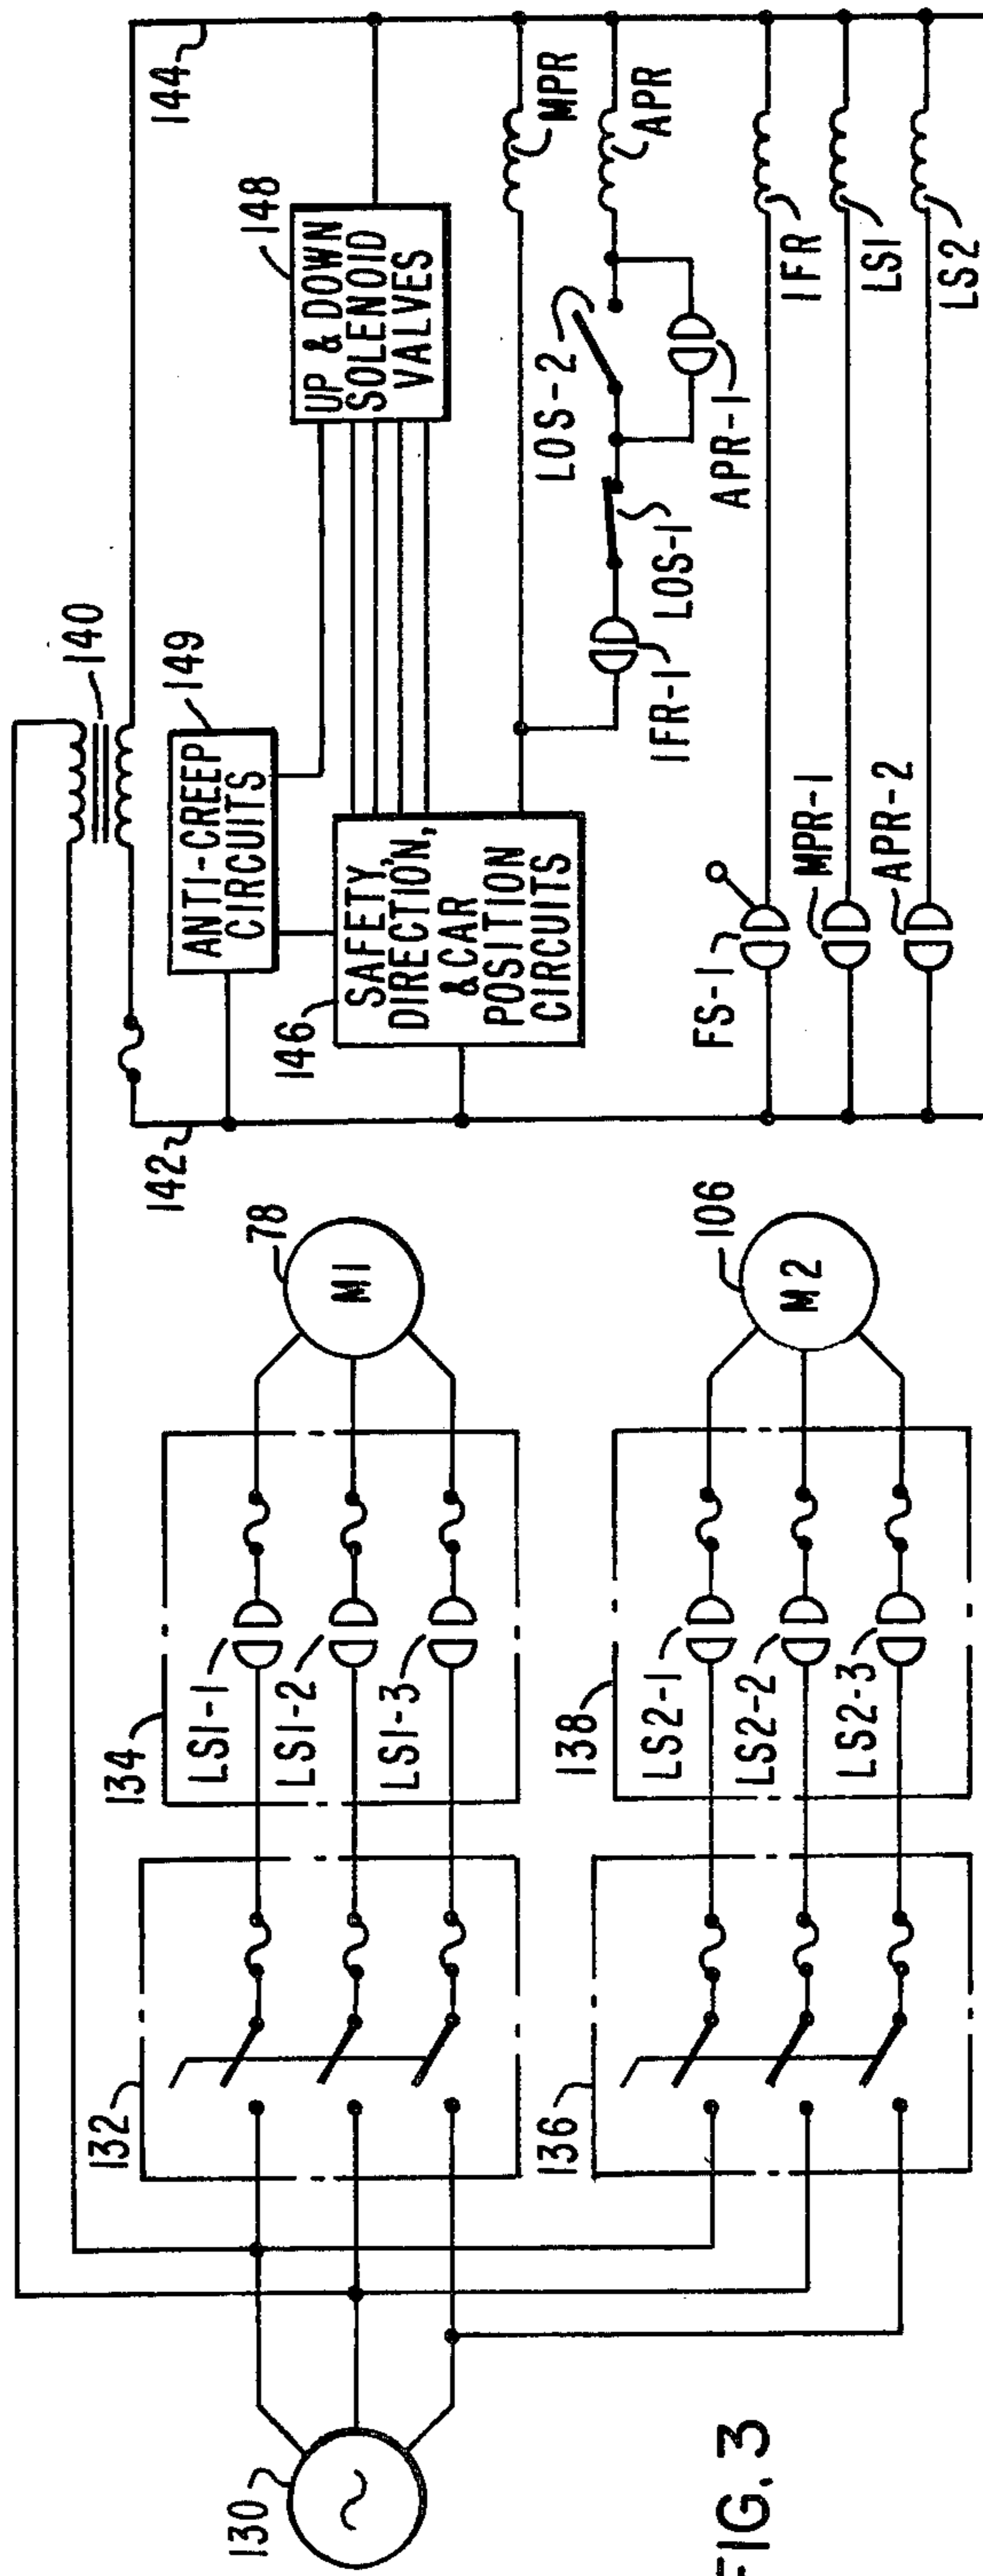 130
132
134
LS1-1
LS1-2
LS1-3
78
M1
136
138
LS2-1
LS2-2
LS2-3
106
M2
140
142
144
149
ANTI-CREEP
CIRCUITS
146
SAFETY,
DIRECTION,
& CAR
POSITION
CIRCUITS
148
UP & DOWN
SOLENOID
VALVES
MPR
APR
LOS-2
LOS-1
1FR-1
APR-1
FS-1
1FR
MPR-1
LS1
APR-2
LS2
FIG. 3